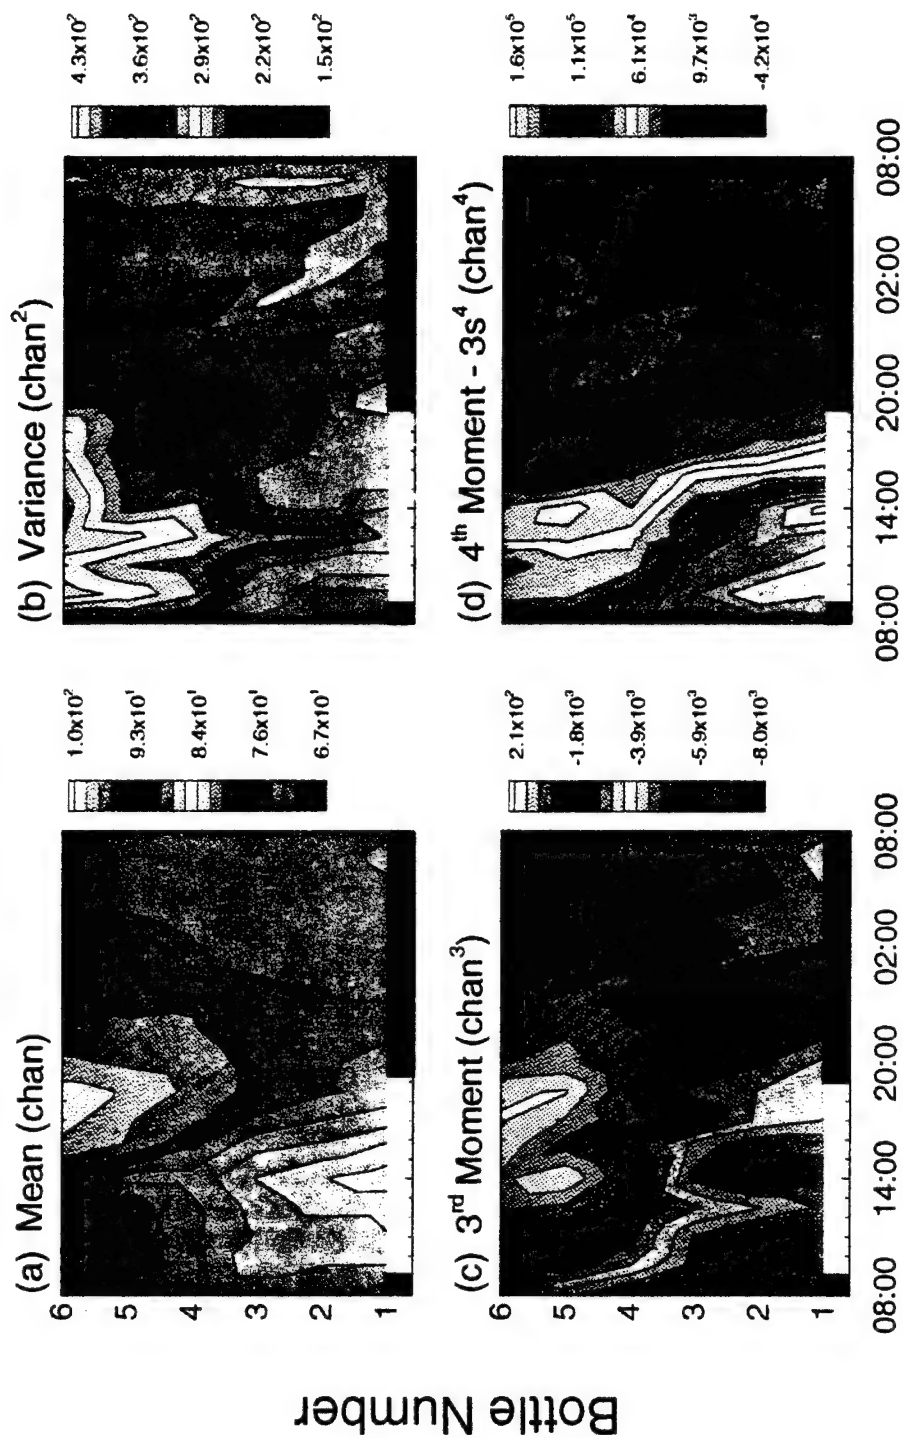 (a) Mean (chan)
1.0x10²
9.3x10¹
8.4x10¹
7.6x10¹
6.7x10¹
(b) Variance (chan²)
4.3x10²
3.6x10²
2.9x10²
2.2x10²
1.5x10²
6
5
4
3
2
1
(c) 3rd Moment (chan³)
2.1x10²
-1.8x10³
-3.9x10³
-5.9x10³
-8.0x10³
(d) 4th Moment - 3s⁴ (chan⁴)
1.6x10⁵
1.1x10⁵
6.1x10⁴
9.7x10³
-4.2x10⁴
6
5
4
3
2
1
08:00 14:00 20:00 02:00 08:00
08:00 14:00 20:00 02:00 08:00
Bottle Number